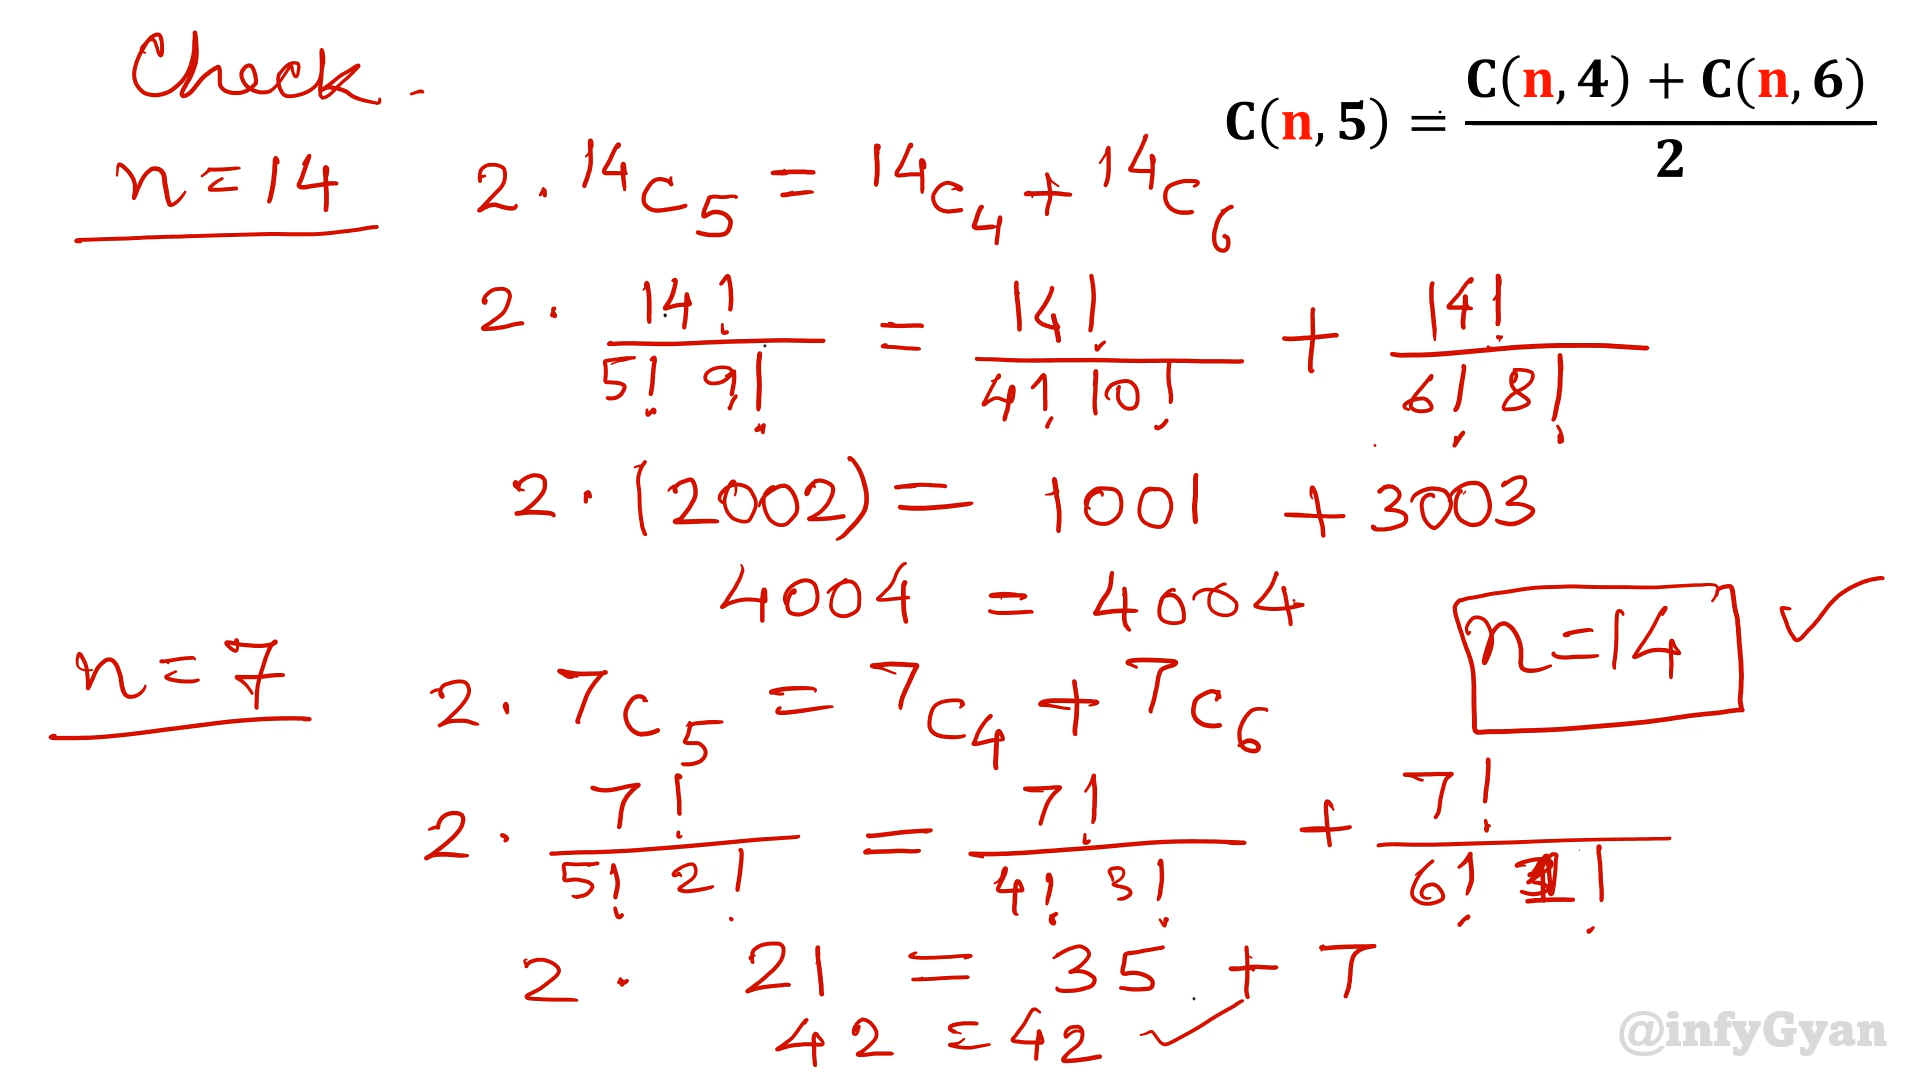 Check.
C(n, 5) = (C(n, 4) + C(n, 6)) / 2
n = 14
2 · ¹⁴C₅ = ¹⁴C₄ + ¹⁴C₆
2 · 14! / (5! 9!) = 14! / (4! 10!) + 14! / (6! 8!)
2 · (2002) = 1001 + 3003
4004 = 4004
n = 14 ✓
n = 7
2 · ⁷C₅ = ⁷C₄ + ⁷C₆
2 · 7! / (5! 2!) = 7! / (4! 3!) + 7! / (6! 1!)
2 · 21 = 35 + 7
42 = 42 ✓
@infyGyan